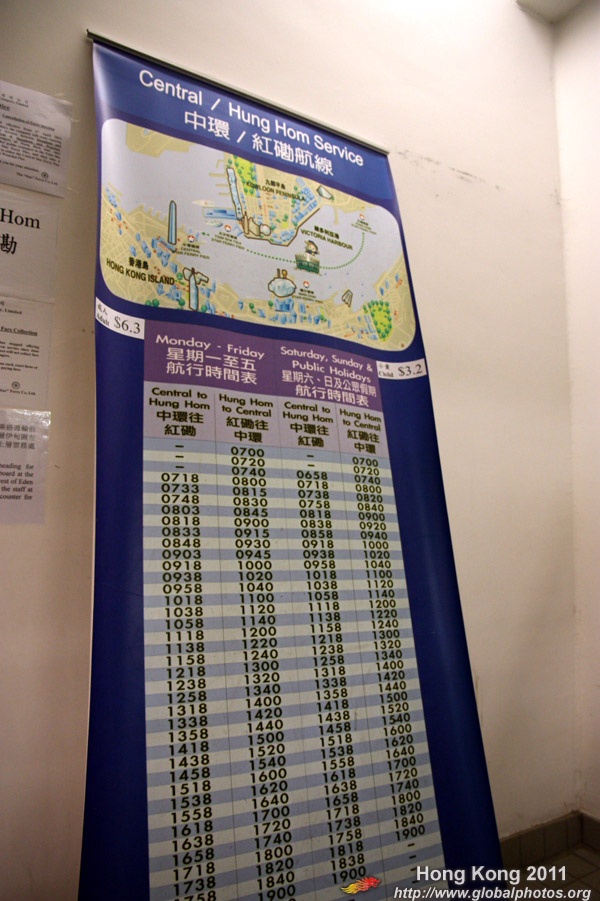 Central / Hung Hom Service
中環 / 紅磡航線
九龍半島
KOWLOON PENINSULA
維多利亞港
VICTORIA HARBOUR
香港島
HONG KONG ISLAND
成人
Adult $6.3
小童
Child $3.2
Monday - Friday
星期一至五
航行時間表
Saturday, Sunday &
Public Holidays
星期六、日及公眾假期
航行時間表
Central to Hung Hom 中環往 紅磡
Hung Hom to Central 紅磡往 中環
Central to Hung Hom 中環往 紅磡
Hung Hom to Central 紅磡往 中環
– 0700 – 0700
– 0720 – 0720
– 0740 0658 0740
0718 0800 0718 0800
0733 0815 0738 0820
0748 0830 0758 0840
0803 0845 0818 0900
0818 0900 0838 0920
0833 0915 0858 0940
0848 0930 0918 1000
0903 0945 0938 1020
0918 1000 0958 1040
0938 1020 1018 1100
0958 1040 1038 1120
1018 1100 1058 1140
1038 1120 1118 1200
1058 1140 1138 1220
1118 1200 1158 1240
1138 1220 1218 1300
1158 1240 1238 1320
1218 1300 1258 1340
1238 1320 1318 1400
1258 1340 1338 1420
1318 1400 1358 1440
1338 1420 1418 1500
1358 1440 1438 1520
1418 1500 1458 1540
1438 1520 1518 1600
1458 1540 1538 1620
1518 1600 1558 1640
1538 1620 1618 1700
1558 1640 1638 1720
1618 1700 1658 1740
1638 1720 1718 1800
1658 1740 1738 1820
1718 1800 1758 1840
1738 1820 1818 1900
1758 1840 1838 –
1900 –
Hom
勘
Fare Collection
Hong Kong 2011
http://www.globalphotos.org